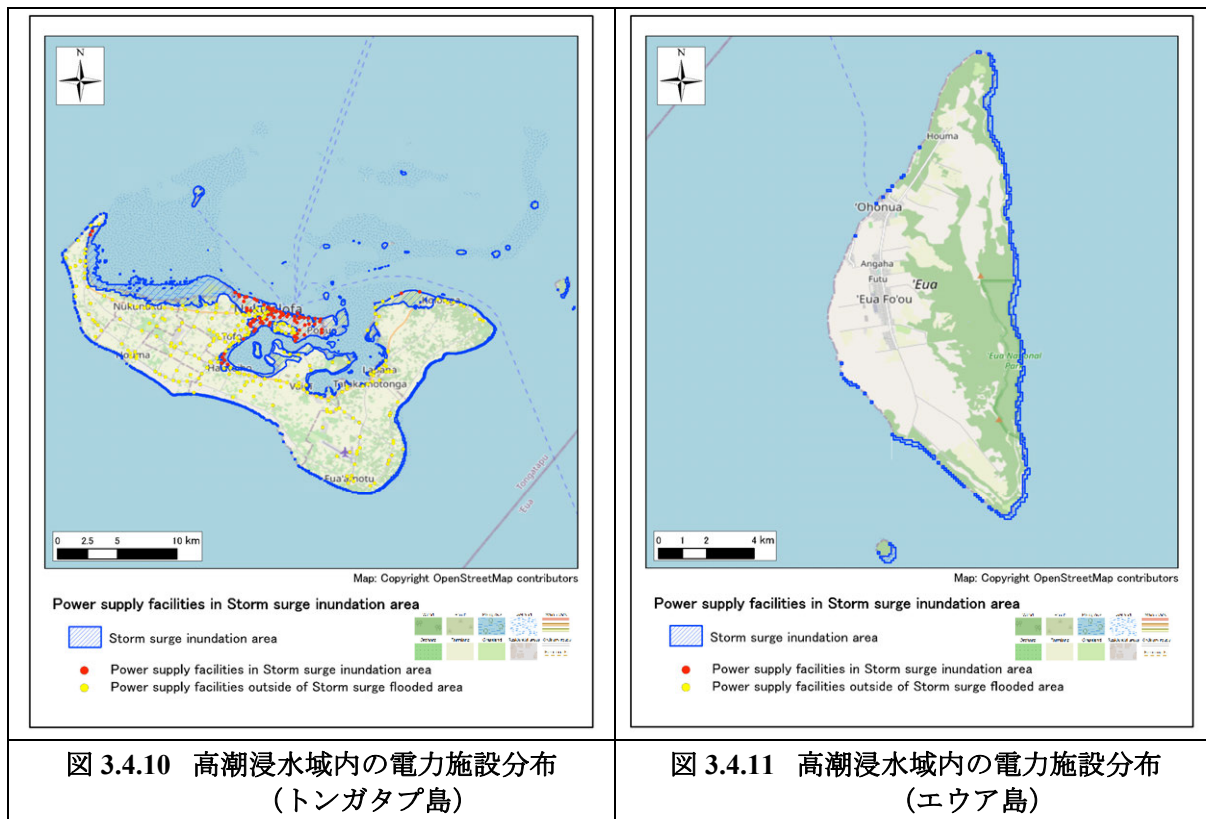 N
Nukunuku
Houma
Tofoa
Haveluloto
Vaini
Lapaha
Tatakamotonga
Kolonga
Fua'amotu
Tongatapu
Eua
0 2.5 5 10 km
Map: Copyright OpenStreetMap contributors
Power supply facilities in Storm surge inundation area
Storm surge inundation area
Power supply facilities in Storm surge inundation area
Power supply facilities outside of Storm surge flooded area
図 3.4.10 高潮浸水域内の電力施設分布
(トンガタプ島)
N
Houma
'Ohonua
Angaha
Futu
'Eua
'Eua Fo'ou
Eua National
Park
0 1 2 4 km
Map: Copyright OpenStreetMap contributors
Power supply facilities in Storm surge inundation area
Storm surge inundation area
Power supply facilities in Storm surge inundation area
Power supply facilities outside of Storm surge flooded area
図 3.4.11 高潮浸水域内の電力施設分布
(エウア島)